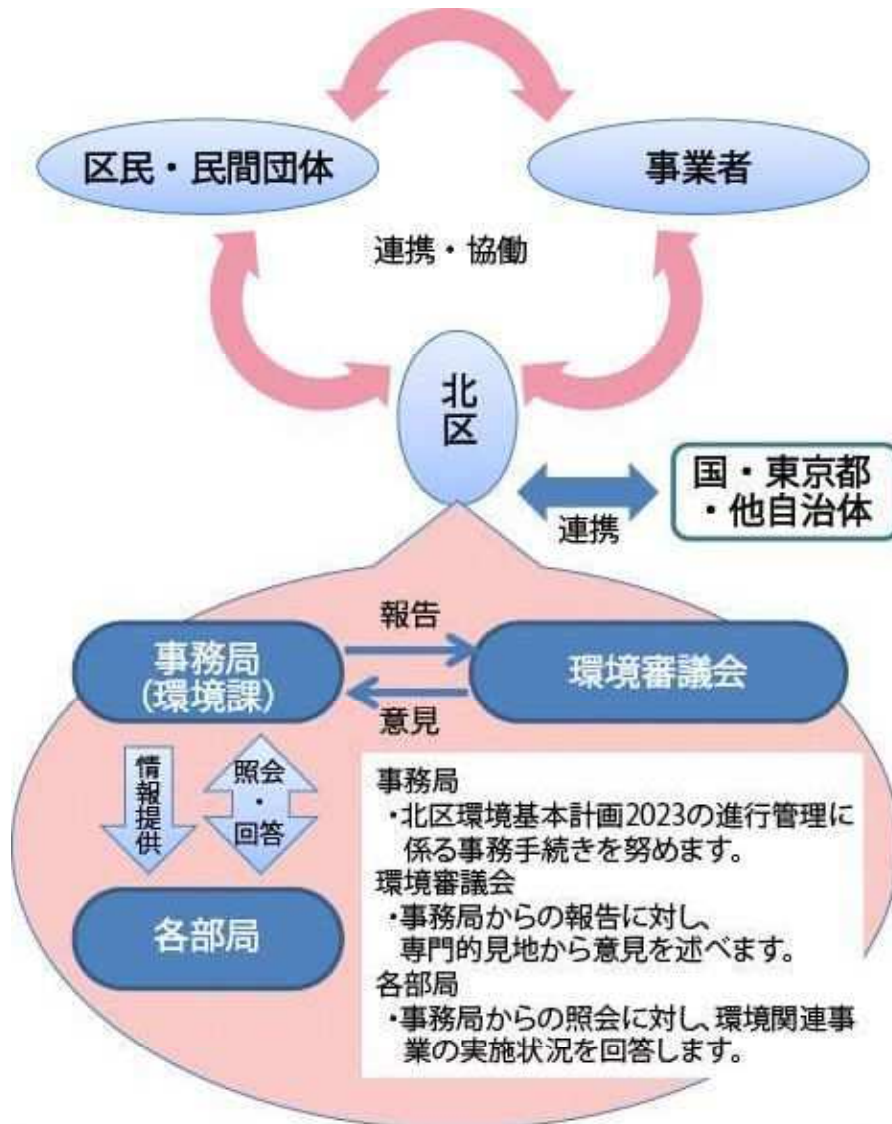 区民・民間団体
事業者
連携・協働
北
区
国・東京都
・他自治体
連携
報告
事務局
(環境課)
環境審議会
意見
情報提供
照会
・
回答
各部局
事務局
・北区環境基本計画2023の進行管理に
係る事務手続きを努めます。
環境審議会
・事務局からの報告に対し、
専門的見地から意見を述べます。
各部局
・事務局からの照会に対し、環境関連事
業の実施状況を回答します。